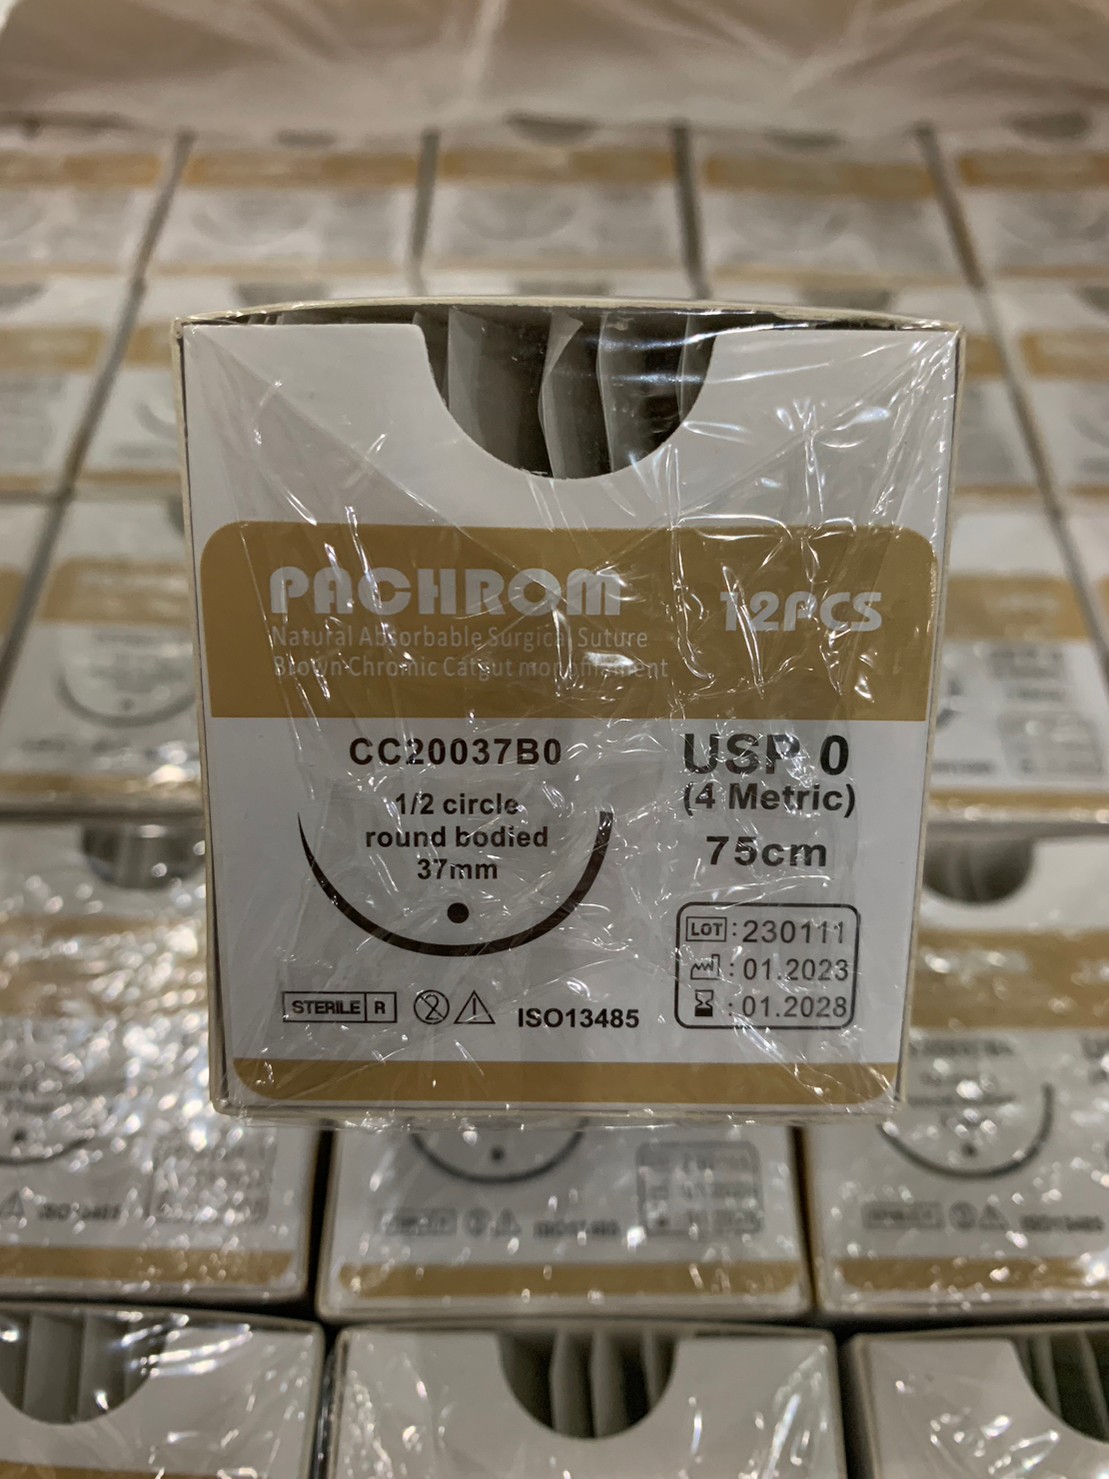 PACHROM
12PCS
Natural Absorbable Surgical Suture
Brown Chromic Catgut monofilament
CC20037B0
USP 0
(4 Metric)
1/2 circle
round bodied
37mm
75cm
LOT : 230111
: 01.2023
: 01.2028
STERILE R
2
ISO13485